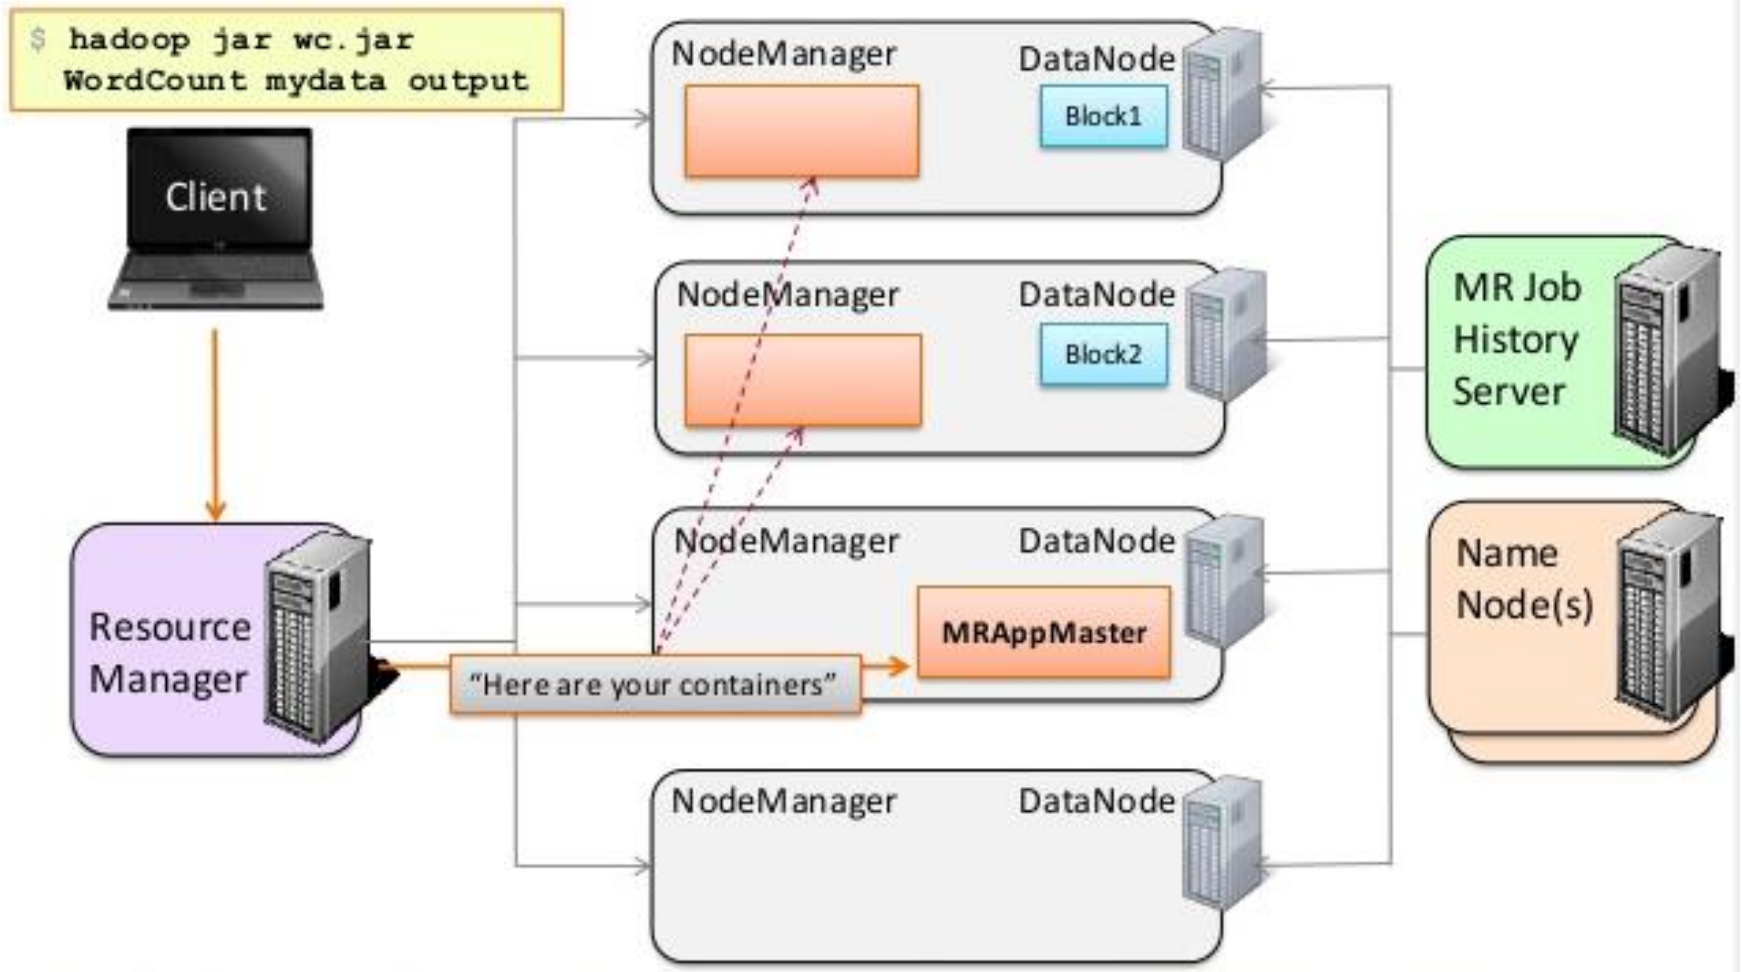 $ hadoop jar wc.jar
WordCount mydata output
Client
Resource
Manager
"Here are your containers"
NodeManager
DataNode
Block1
NodeManager
DataNode
Block2
NodeManager
DataNode
MRAppMaster
NodeManager
DataNode
MR Job
History
Server
Name
Node(s)